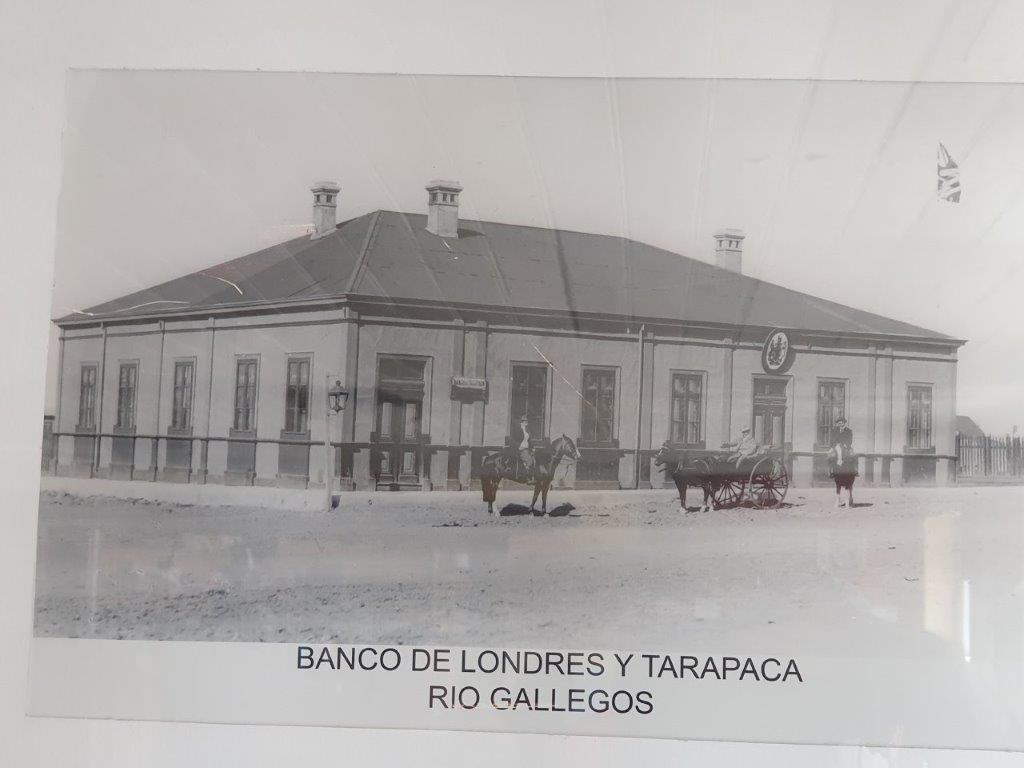 BANCO DE LONDRES Y TARAPACA
RIO GALLEGOS